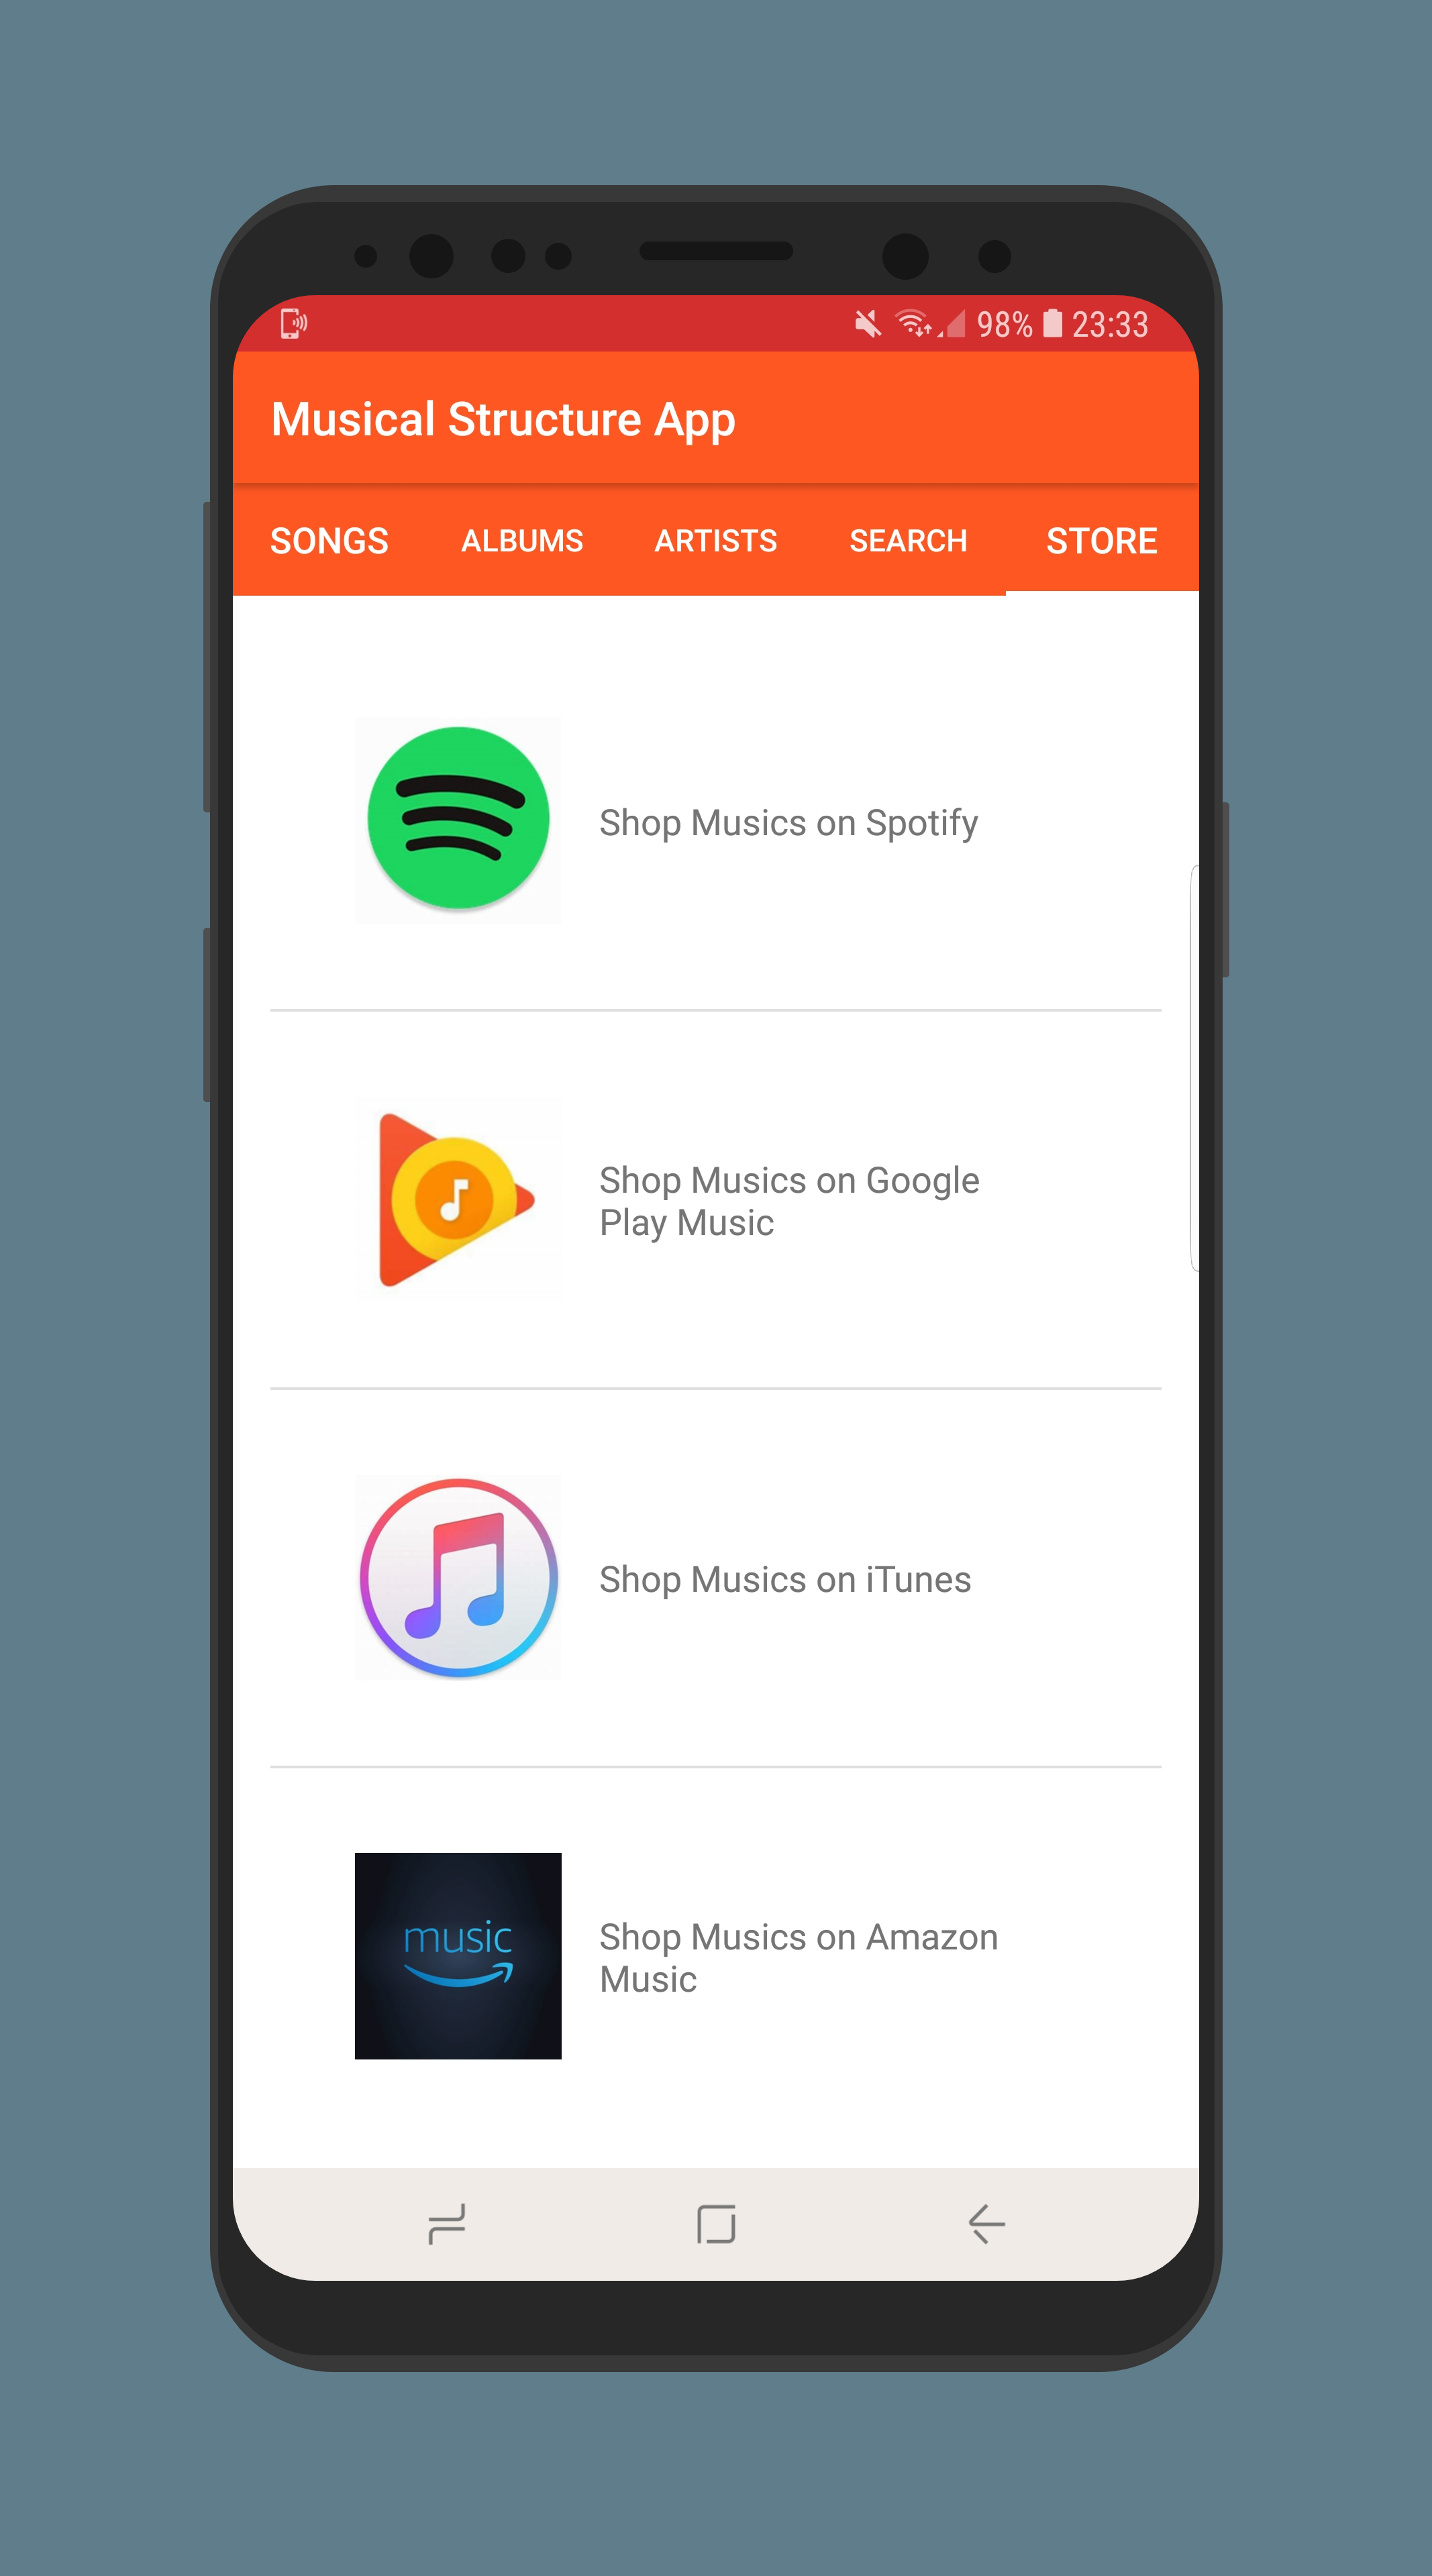 98% 23:33
Musical Structure App
SONGS ALBUMS ARTISTS SEARCH STORE
Shop Musics on Spotify
Shop Musics on Google
Play Music
Shop Musics on iTunes
music
Shop Musics on Amazon
Music